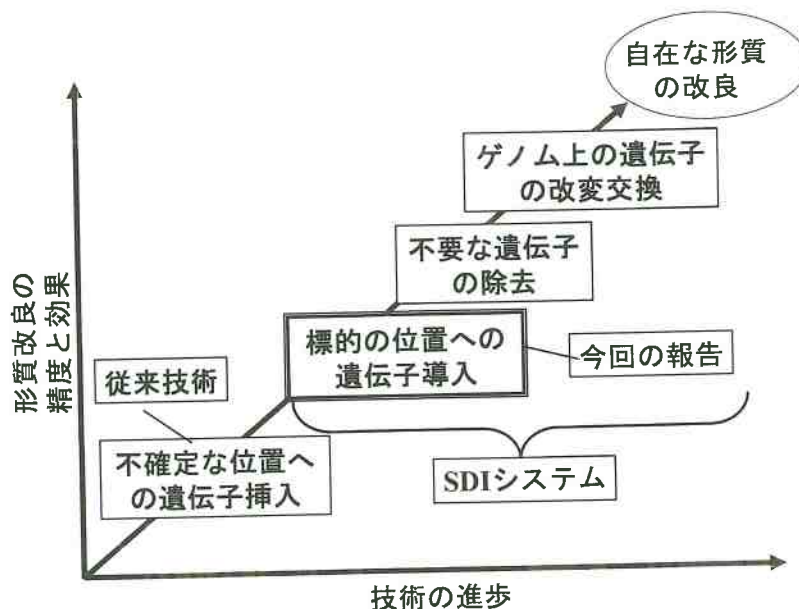 自在な形質
の改良
ゲノム上の遺伝子
の改変交換
不要な遺伝子
の除去
標的の位置への
遺伝子導入
今回の報告
従来技術
不確定な位置へ
の遺伝子挿入
SDIシステム
形質改良の
精度と効果
技術の進歩